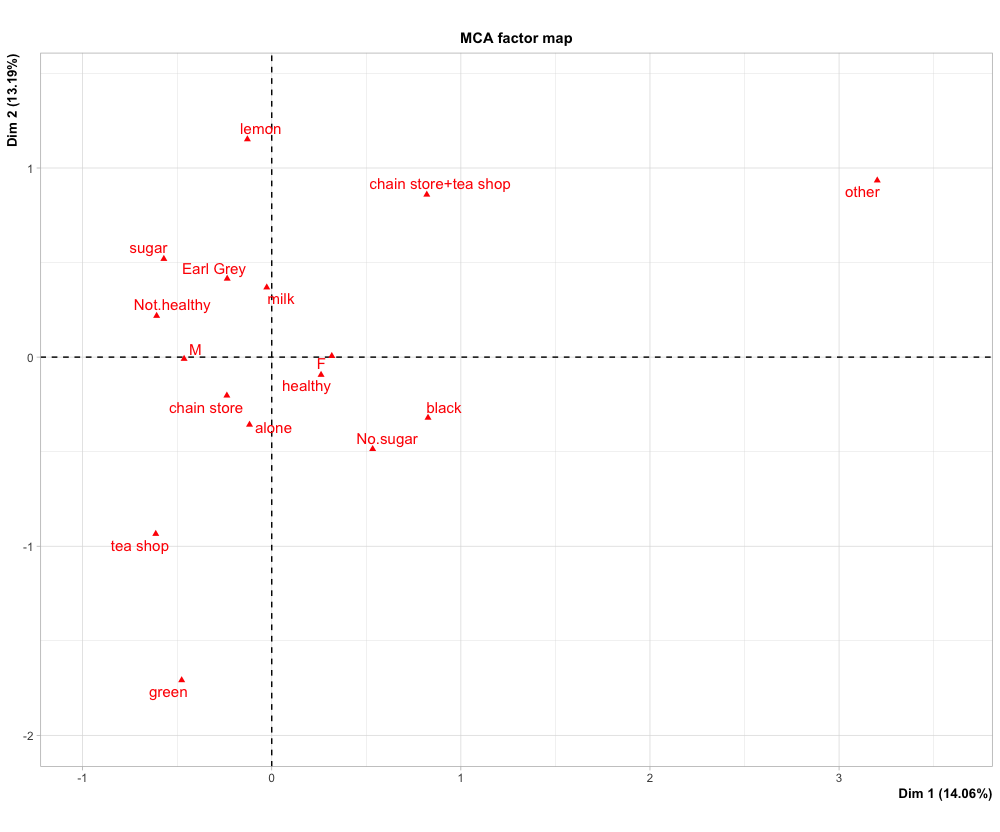 MCA factor map
Dim 2 (13.19%)
lemon
1
chain store+tea shop
other
sugar
Earl Grey
milk
Not.healthy
M
0
F
healthy
chain store
black
alone
No.sugar
-1
tea shop
green
-2
-1
0
1
2
3
Dim 1 (14.06%)